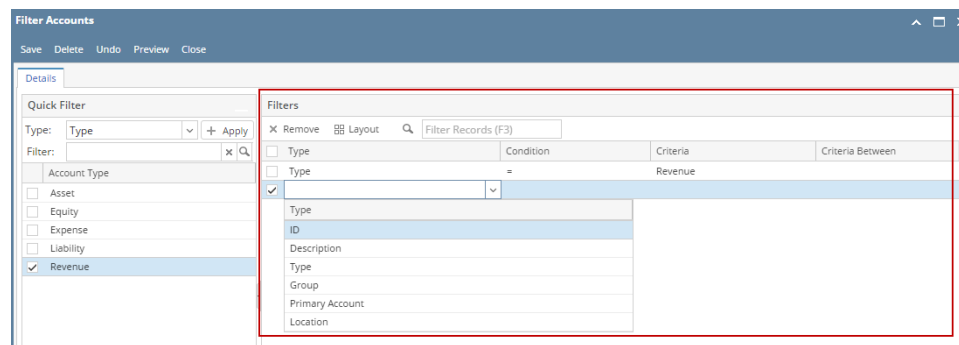 Filter Accounts
Save Delete Undo Preview Close
Details
Quick Filter
Type: Type + Apply
Filter:
Account Type
Asset
Equity
Expense
Liability
Revenue
Filters
Remove Layout Filter Records (F3)
Type Condition Criteria Criteria Between
Type = Revenue
Type
ID
Description
Type
Group
Primary Account
Location